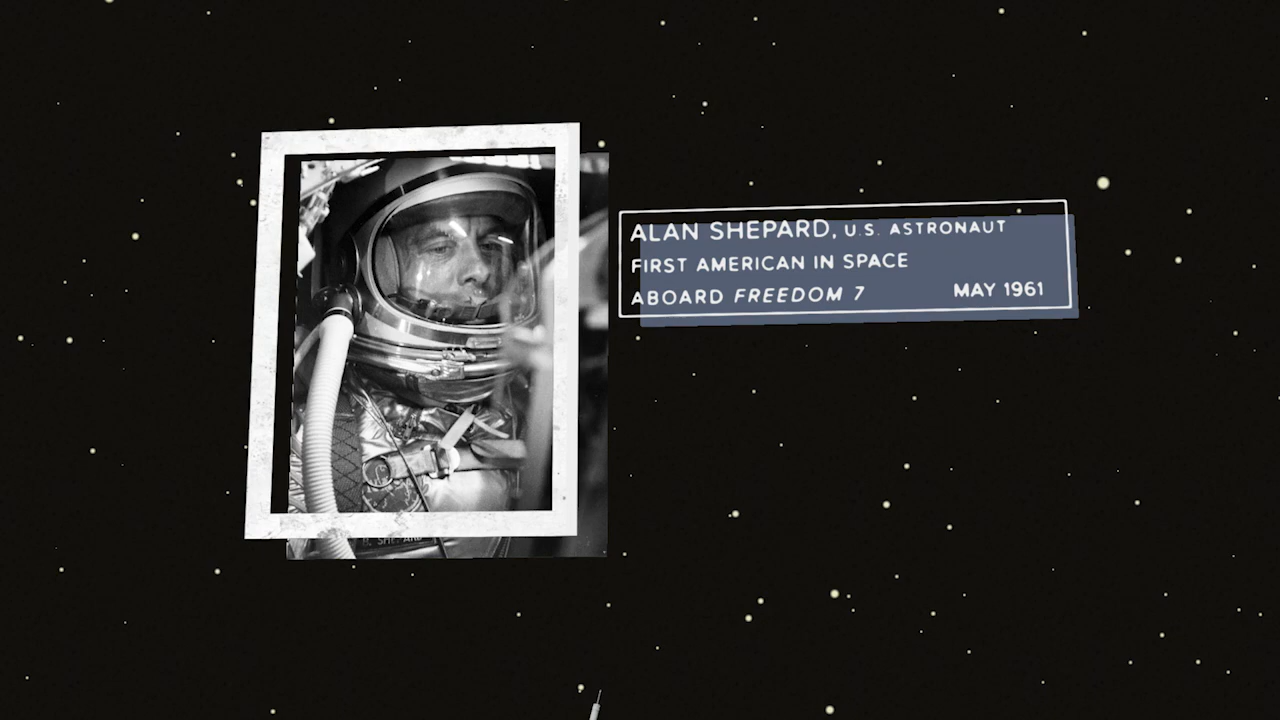 ALAN SHEPARD, U.S. ASTRONAUT
FIRST AMERICAN IN SPACE
ABOARD FREEDOM 7 MAY 1961